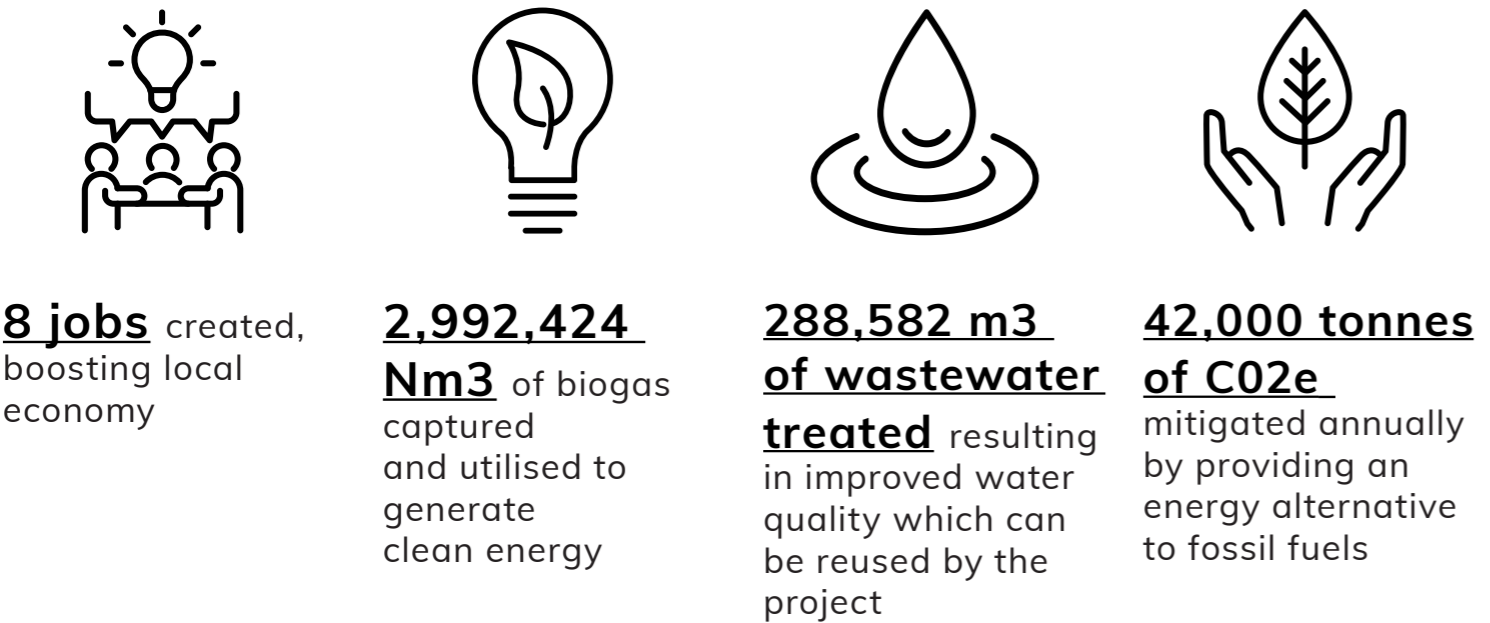 8 jobs created,
boosting local
economy
2,992,424
Nm3 of biogas
captured
and utilised to
generate
clean energy
288,582 m3
of wastewater
treated resulting
in improved water
quality which can
be reused by the
project
42,000 tonnes
of C02e
mitigated annually
by providing an
energy alternative
to fossil fuels